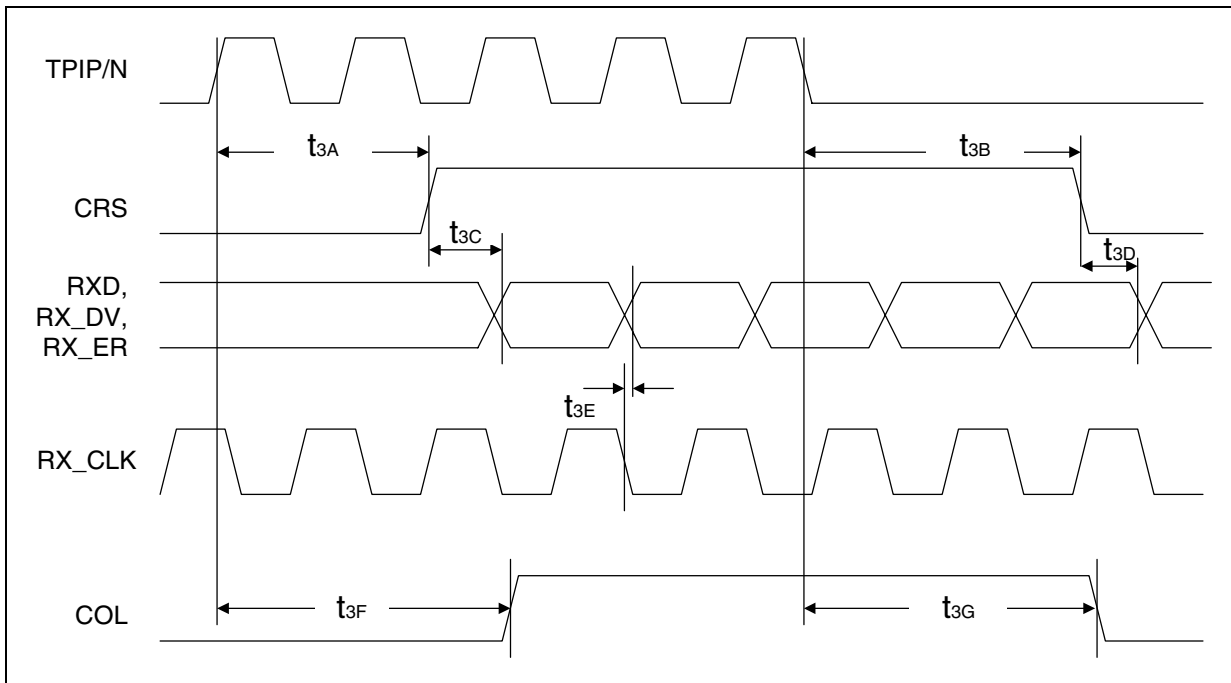 TPIP/N
t3A
t3B
CRS
t3C
t3D
RXD,
RX_DV,
RX_ER
t3E
RX_CLK
t3F
t3G
COL